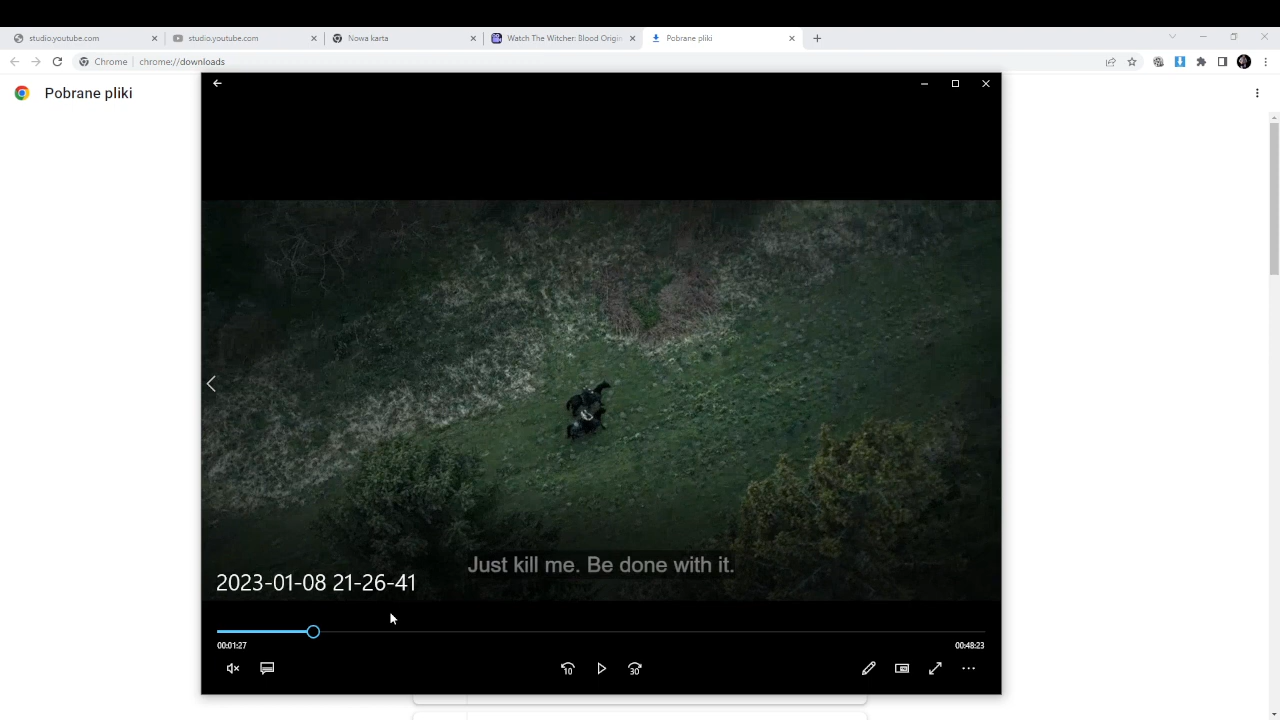 studio.youtube.com
studio.youtube.com
Nowa karta
Watch The Witcher: Blood Origin
Pobrane pliki
Chrome
chrome://downloads
Pobrane pliki
Just kill me. Be done with it.
2023-01-08 21-26-41
00:01:27
00:48:23
10
30